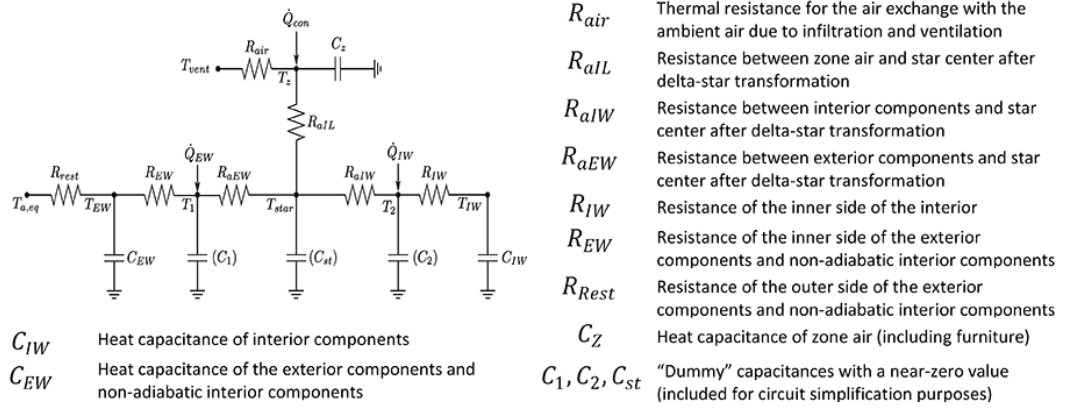 Q̇con
Rair
Cz
Tvent
Tz
RaIL
Q̇EW
Q̇IW
Rrest
REW
RaEW
RaIW
RIW
Ta,eq
TEW
T1
Tstar
T2
TIW
CEW
(C1)
(Cst)
(C2)
CIW
CIW Heat capacitance of interior components
CEW Heat capacitance of the exterior components and
non-adiabatic interior components
Rair Thermal resistance for the air exchange with the
ambient air due to infiltration and ventilation
RaIL Resistance between zone air and star center after
delta-star transformation
RaIW Resistance between interior components and star
center after delta-star transformation
RaEW Resistance between exterior components and star
center after delta-star transformation
RIW Resistance of the inner side of the interior
REW Resistance of the inner side of the exterior
components and non-adiabatic interior components
RRest Resistance of the outer side of the exterior
components and non-adiabatic interior components
CZ Heat capacitance of zone air (including furniture)
C1, C2, Cst “Dummy” capacitances with a near-zero value
(included for circuit simplification purposes)